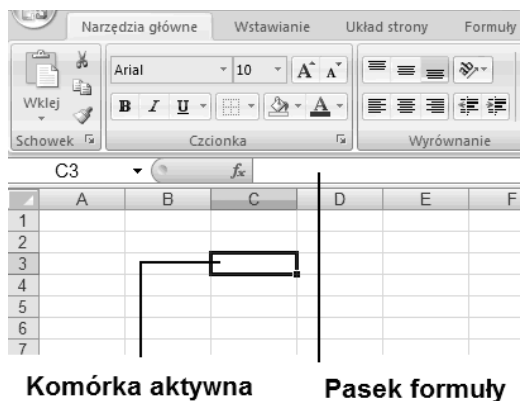 Narzędzia główne Wstawianie Układ strony Formuły
Arial 10 A A
Wklej B I U A
Schowek Czcionka Wyrównanie
C3 fx
A B C D E F
1
2
3
4
5
6
7
Komórka aktywna Pasek formuły